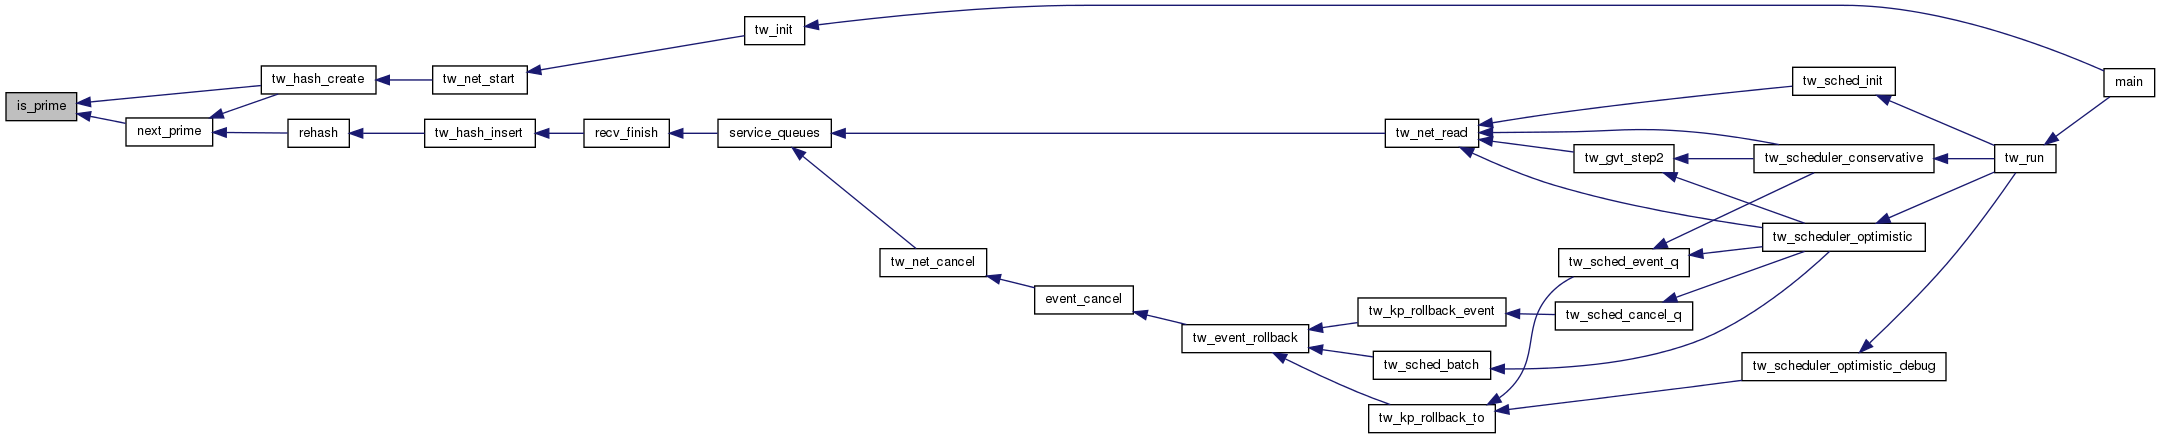 is_prime
tw_hash_create
next_prime
tw_net_start
rehash
tw_hash_insert
recv_finish
tw_init
service_queues
tw_net_cancel
event_cancel
tw_event_rollback
tw_net_read
tw_kp_rollback_event
tw_sched_batch
tw_kp_rollback_to
tw_gvt_step2
tw_sched_event_q
tw_sched_cancel_q
tw_sched_init
tw_scheduler_conservative
tw_scheduler_optimistic
tw_scheduler_optimistic_debug
tw_run
main